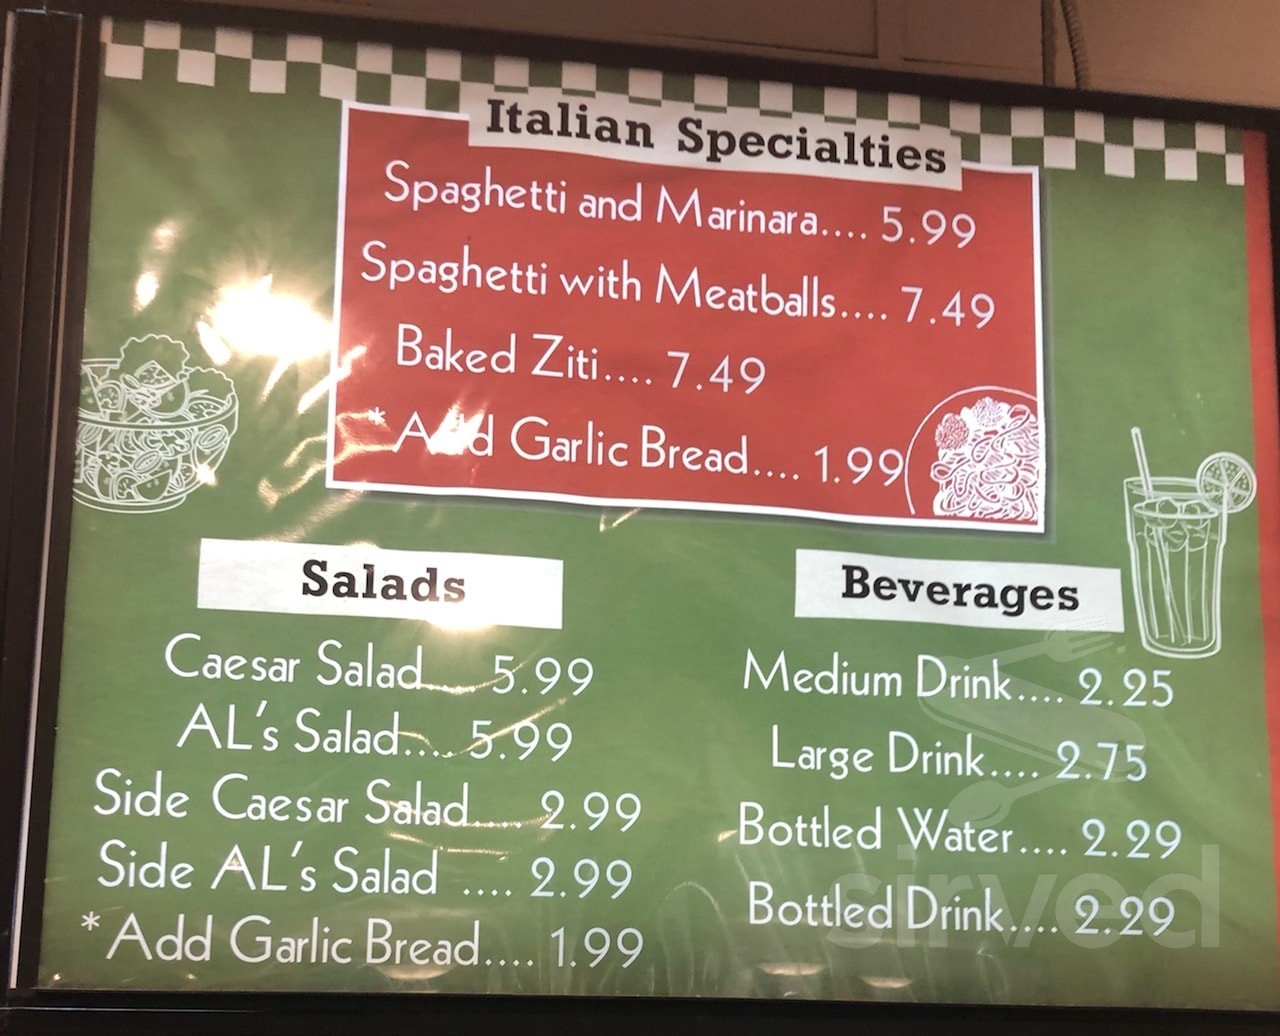 Italian Specialties
Spaghetti and Marinara.... 5.99
Spaghetti with Meatballs.... 7.49
Baked Ziti.... 7.49
*Add Garlic Bread.... 1.99
Salads
Caesar Salad.... 5.99
AL's Salad.... 5.99
Side Caesar Salad.... 2.99
Side AL's Salad .... 2.99
*Add Garlic Bread.... 1.99
Beverages
Medium Drink.... 2.25
Large Drink.... 2.75
Bottled Water.... 2.29
Bottled Drink.... 2.29
sirved